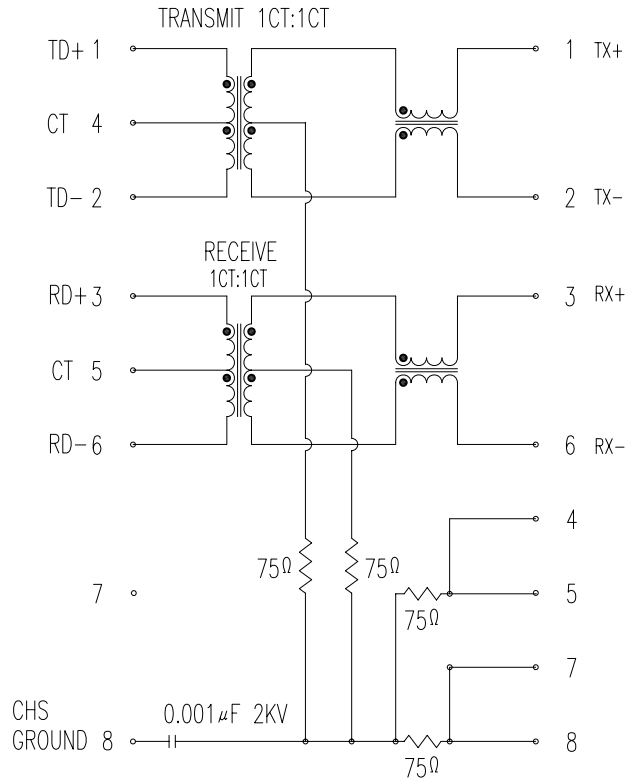 TRANSMIT 1CT:1CT
TD+ 1
1 TX+
CT 4
TD- 2
2 TX-
RECEIVE
1CT:1CT
RD+ 3
3 RX+
CT 5
RD- 6
6 RX-
4
75Ω
75Ω
7
5
75Ω
7
CHS
GROUND 8
0.001μF 2KV
8
75Ω